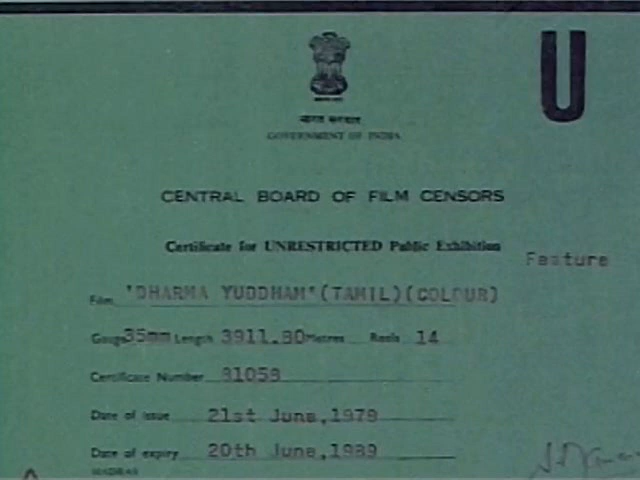 U
भारत सरकार
GOVERNMENT OF INDIA
CENTRAL BOARD OF FILM CENSORS
Certificate for UNRESTRICTED Public Exhibition
Feature
Film 'DHARMA YUDDHAM'(TAMIL)(COLOUR)
Gauge 35mm Length 3911.80 Metres Reels 14
Certificate Number 81058
Date of issue 21st June,1979
Date of expiry 20th June,1989
MADRAS